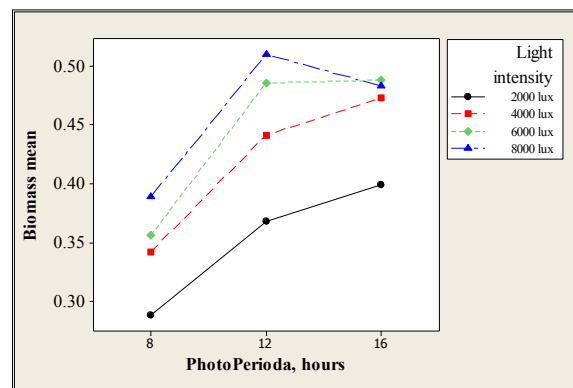 0.50
0.45
0.40
0.35
0.30
Biomass mean
8 12 16
PhotoPerioda, hours
Light
intensity
2000 lux
4000 lux
6000 lux
8000 lux